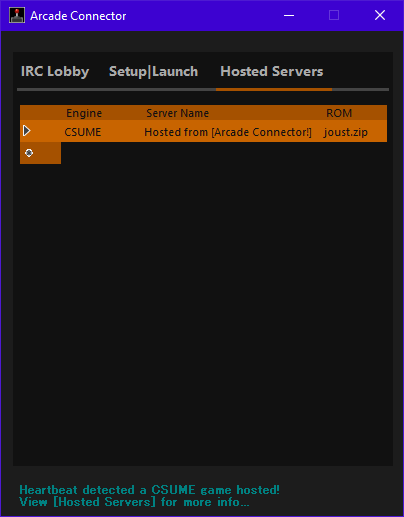 Arcade Connector
IRC Lobby Setup|Launch Hosted Servers
Engine Server Name ROM
CSUME Hosted from [Arcade Connector!] joust.zip
Heartbeat detected a CSUME game hosted!
View [Hosted Servers] for more info...